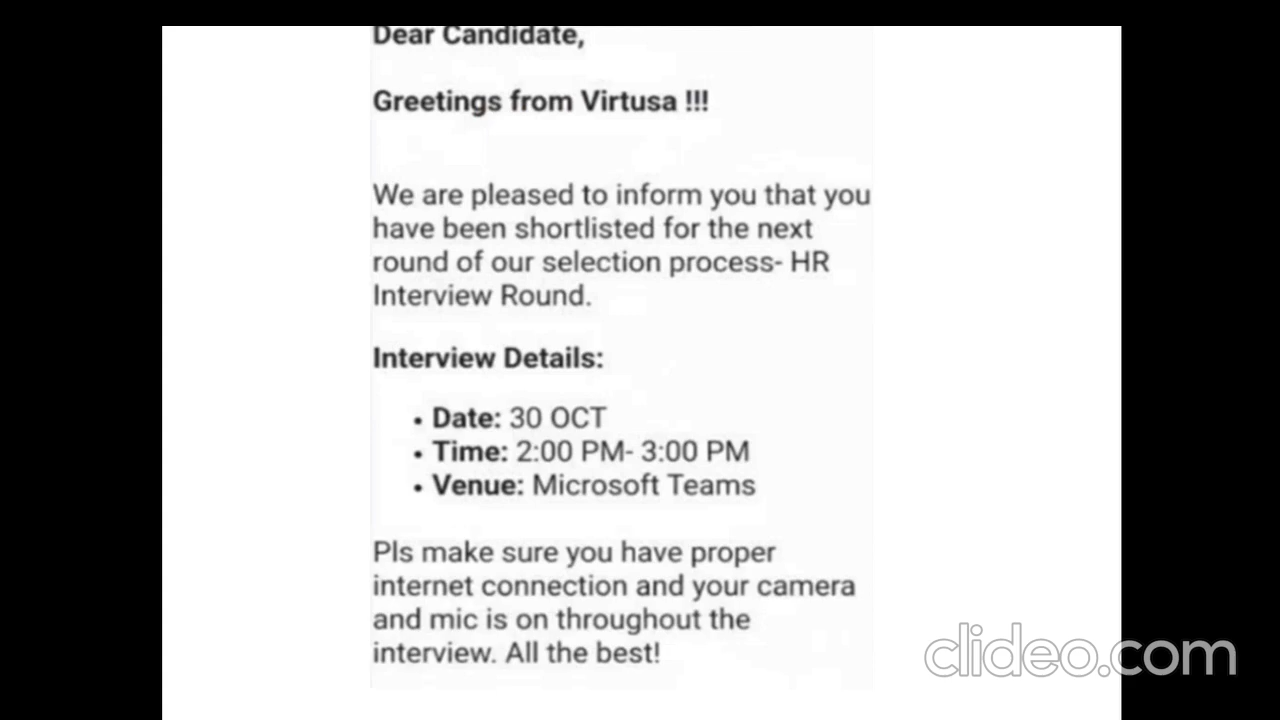 Dear Candidate,
Greetings from Virtusa !!!
We are pleased to inform you that you
have been shortlisted for the next
round of our selection process- HR
Interview Round.
Interview Details:
• Date: 30 OCT
• Time: 2:00 PM- 3:00 PM
• Venue: Microsoft Teams
Pls make sure you have proper
internet connection and your camera
and mic is on throughout the
interview. All the best!
clideo.com